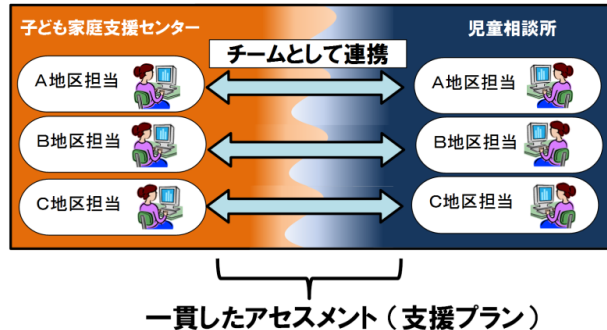 子ども家庭支援センター
児童相談所
チームとして連携
A地区担当
A地区担当
B地区担当
B地区担当
C地区担当
C地区担当
一貫したアセスメント（支援プラン）